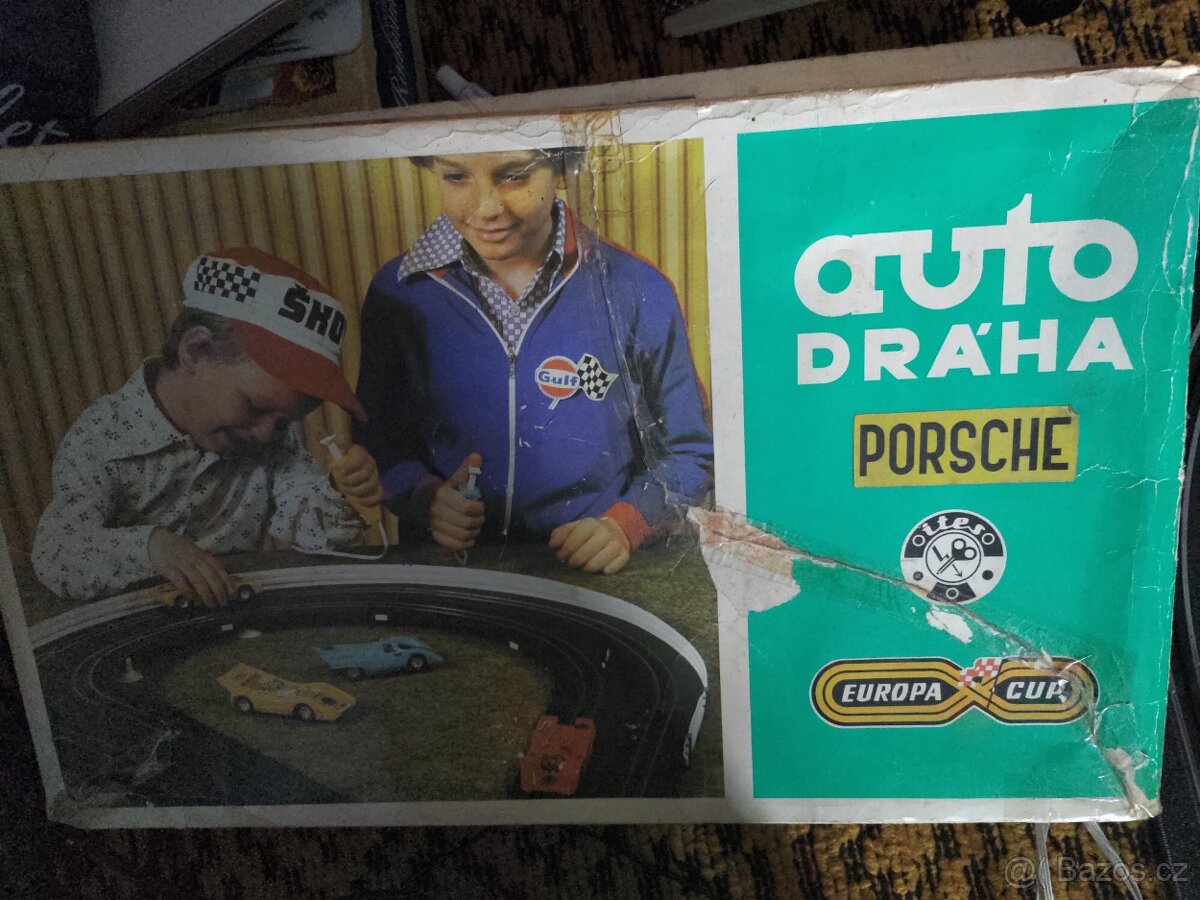 ŠKO
Gulf
auto
DRÁHA
PORSCHE
ites
EUROPA CUP
@ Bazos.cz